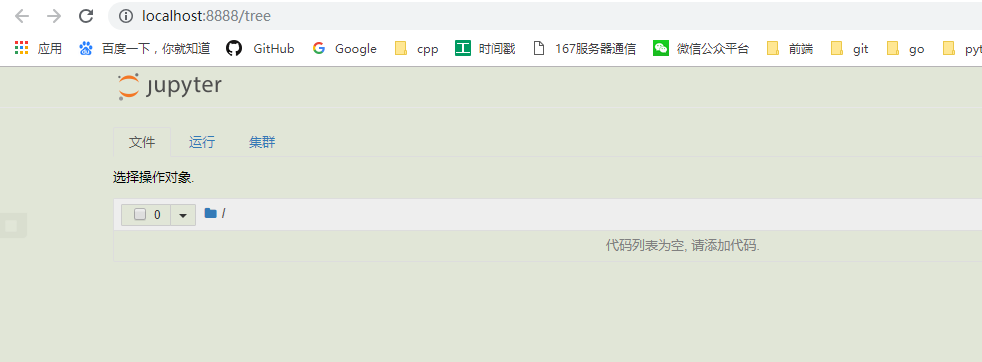 localhost:8888/tree
应用 百度一下，你就知道 GitHub Google cpp 工 时间戳 167服务器通信 微信公众平台 前端 git go pyt
jupyter
文件 运行 集群
选择操作对象.
0 /
代码列表为空, 请添加代码.